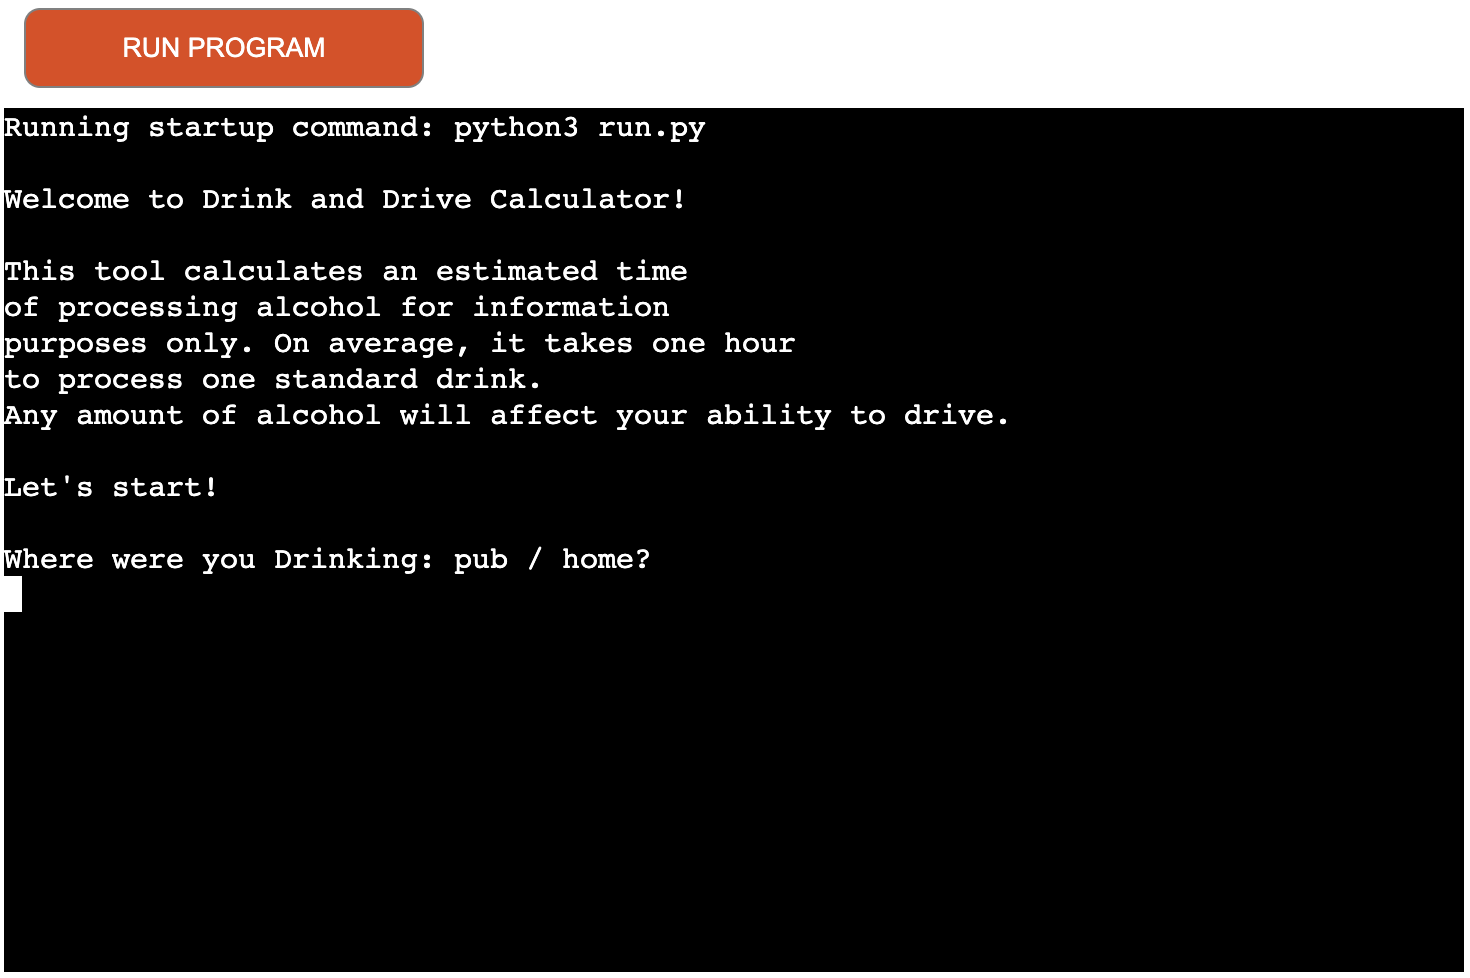 RUN PROGRAM
Running startup command: python3 run.py
Welcome to Drink and Drive Calculator!
This tool calculates an estimated time
of processing alcohol for information
purposes only. On average, it takes one hour
to process one standard drink.
Any amount of alcohol will affect your ability to drive.
Let's start!
Where were you Drinking: pub / home?